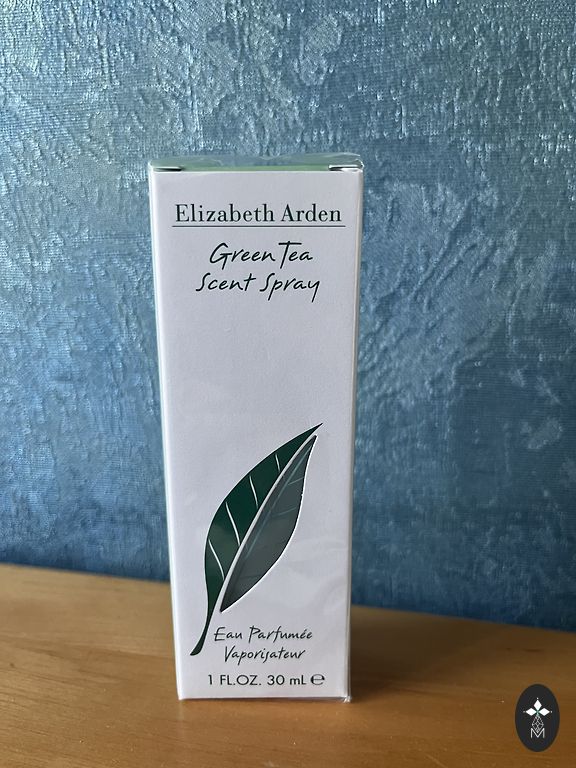 Elizabeth Arden
Green Tea
Scent Spray
Eau Parfumée
Vaporisateur
1 FL.OZ. 30 mL ℮
M